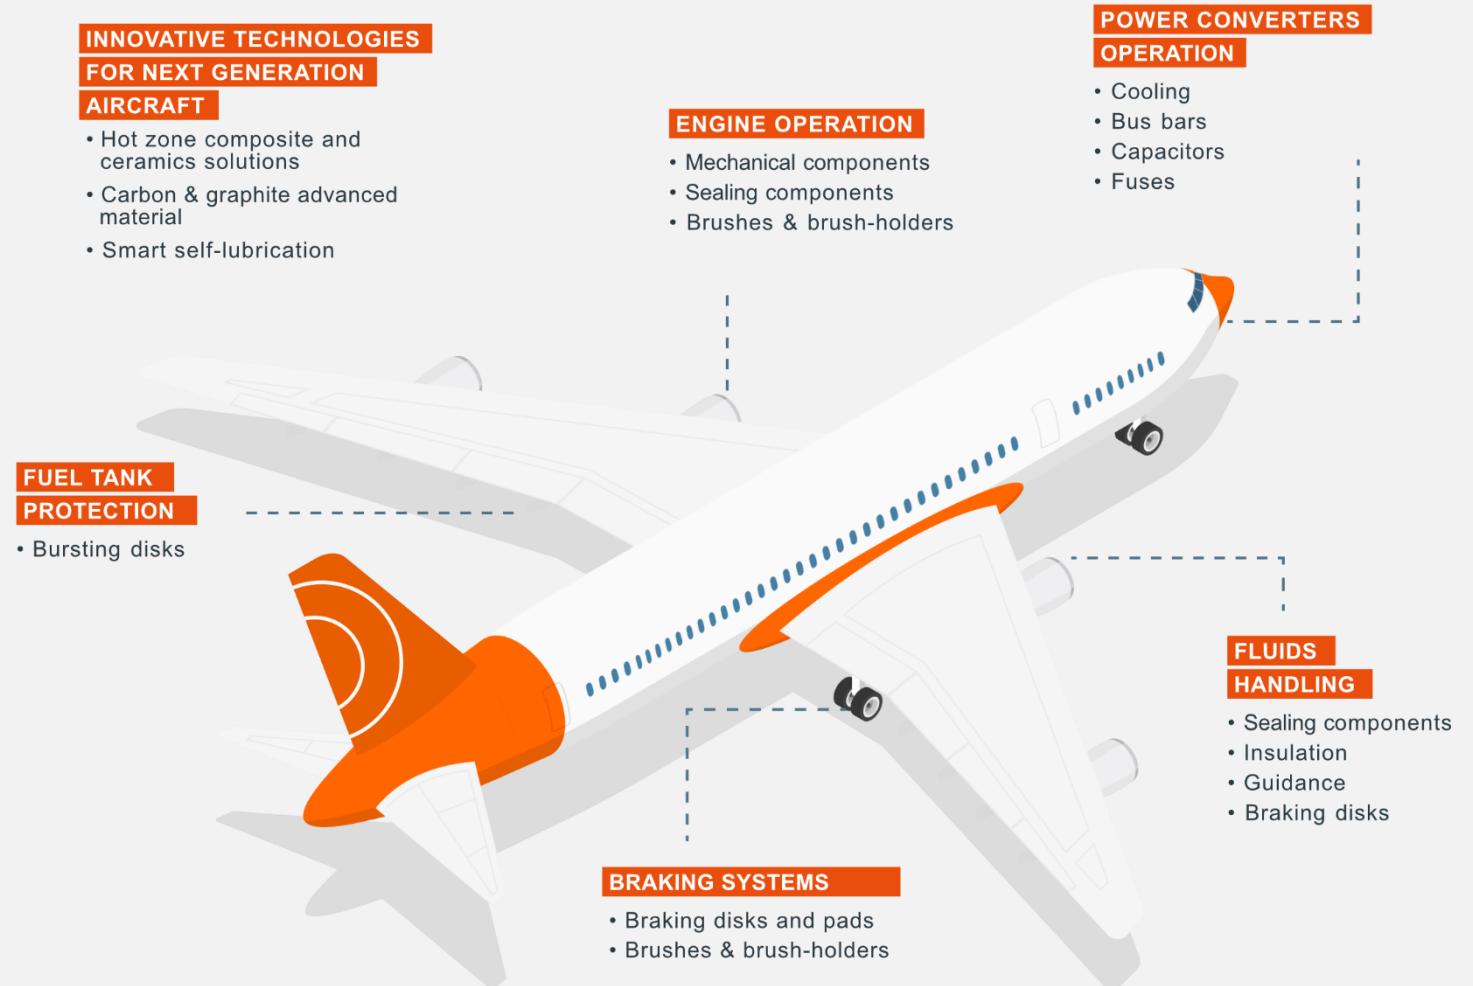 INNOVATIVE TECHNOLOGIES
FOR NEXT GENERATION
AIRCRAFT
• Hot zone composite and
ceramics solutions
• Carbon & graphite advanced
material
• Smart self-lubrication
ENGINE OPERATION
• Mechanical components
• Sealing components
• Brushes & brush-holders
POWER CONVERTERS
OPERATION
• Cooling
• Bus bars
• Capacitors
• Fuses
FUEL TANK
PROTECTION
• Bursting disks
FLUIDS
HANDLING
• Sealing components
• Insulation
• Guidance
• Braking disks
BRAKING SYSTEMS
• Braking disks and pads
• Brushes & brush-holders